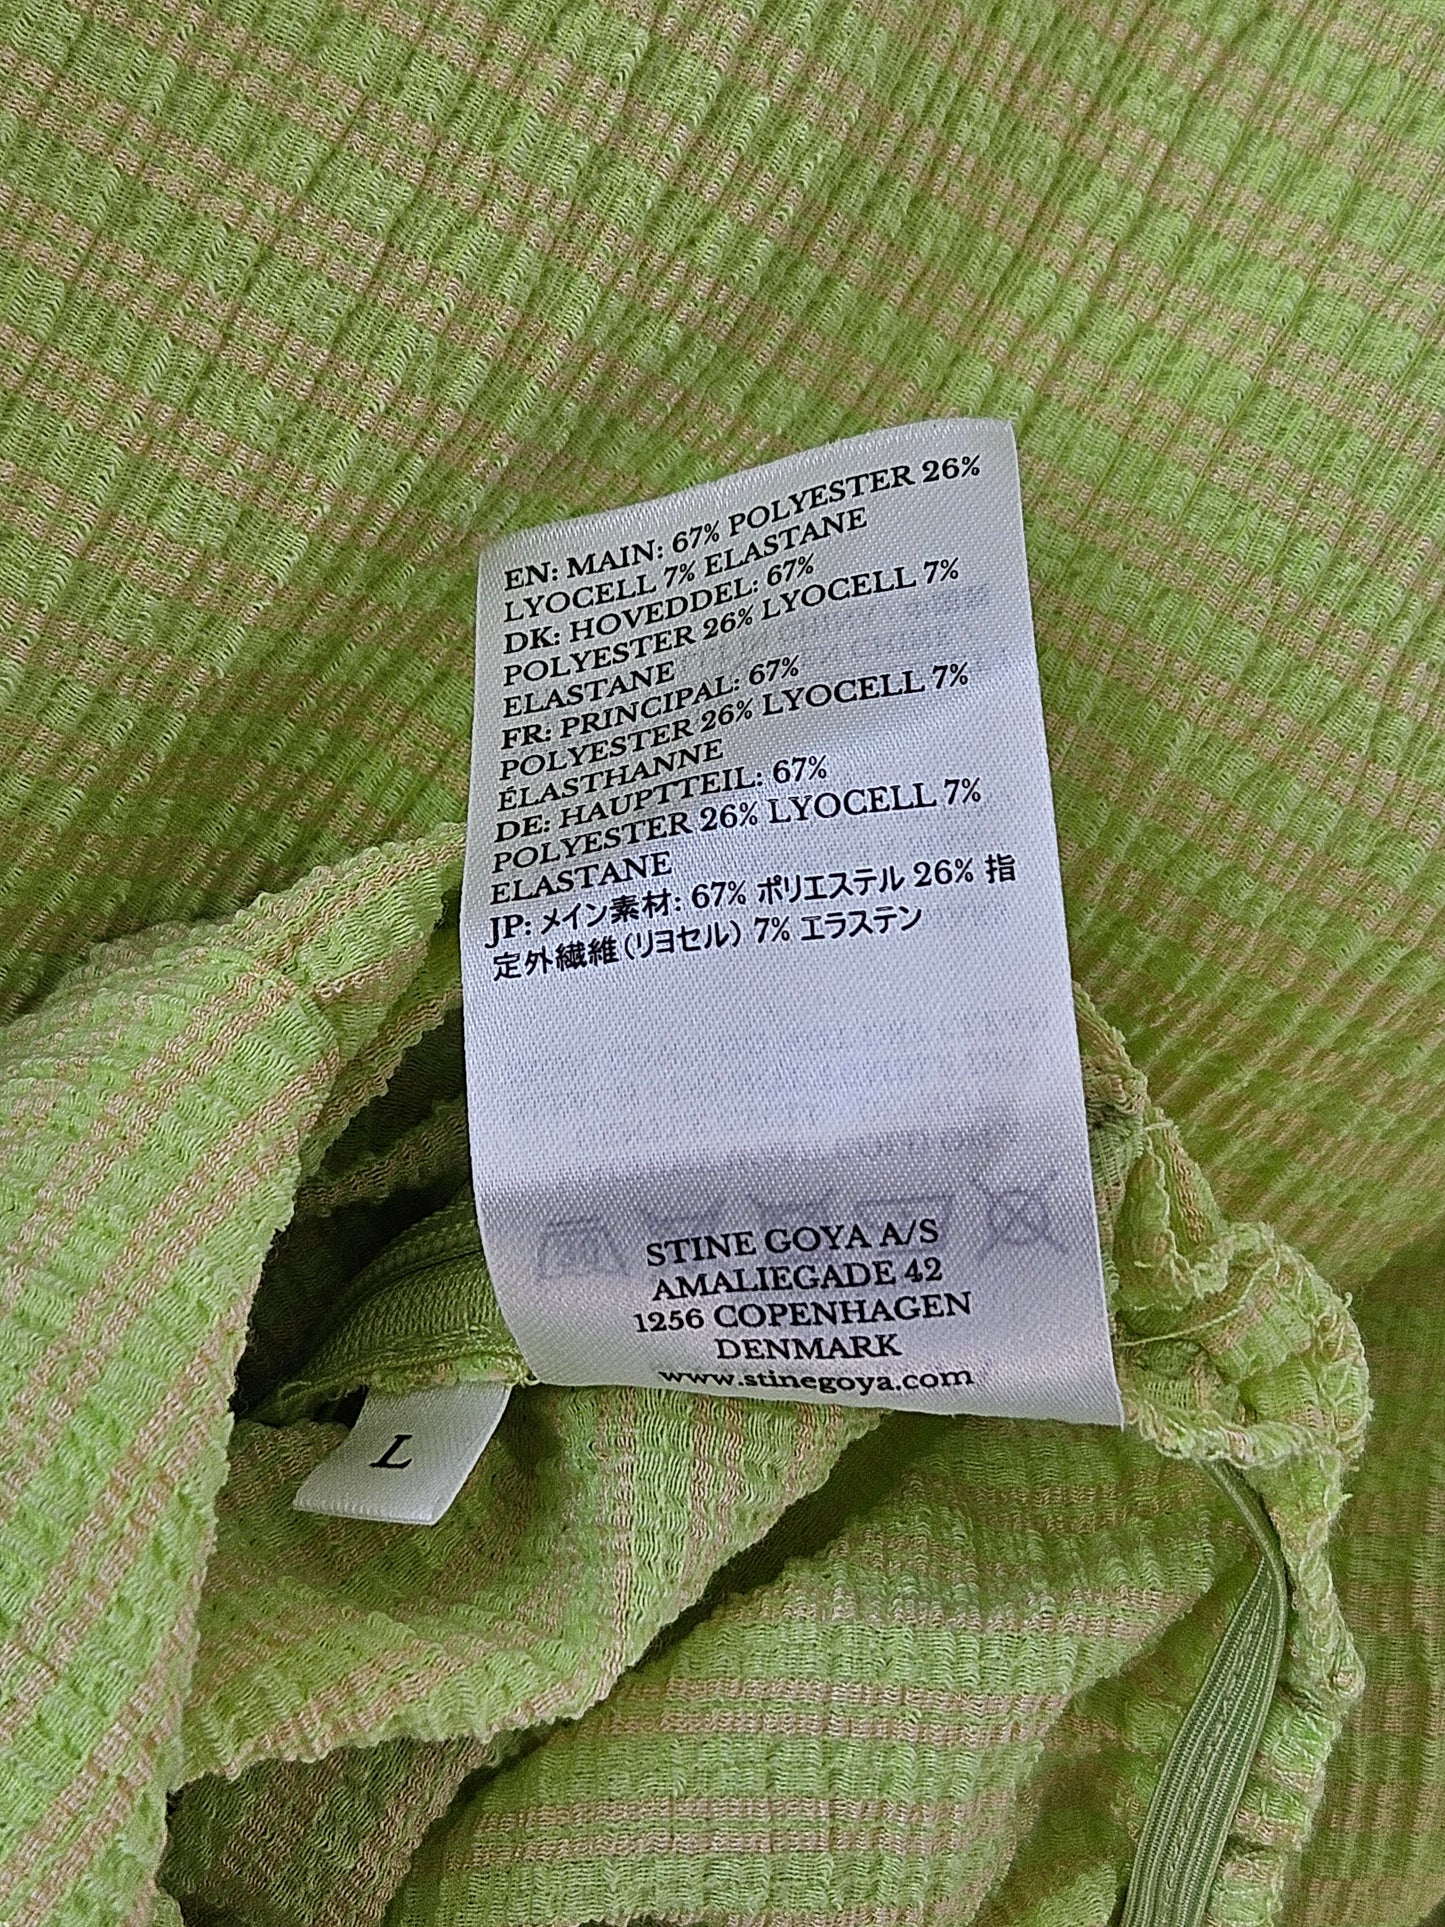 EN: MAIN: 67% POLYESTER 26%
LYOCELL 7% ELASTANE
DK: HOVEDDEL: 67%
POLYESTER 26% LYOCELL 7%
ELASTANE
FR: PRINCIPAL: 67%
POLYESTER 26% LYOCELL 7%
ÉLASTHANNE
DE: HAUPTTEIL: 67%
POLYESTER 26% LYOCELL 7%
ELASTANE
JP: メイン素材: 67% ポリエステル 26% 指
定外繊維(リヨセル) 7% エラステン
STINE GOYA A/S
AMALIEGADE 42
1256 COPENHAGEN
DENMARK
www.stinegoya.com
L